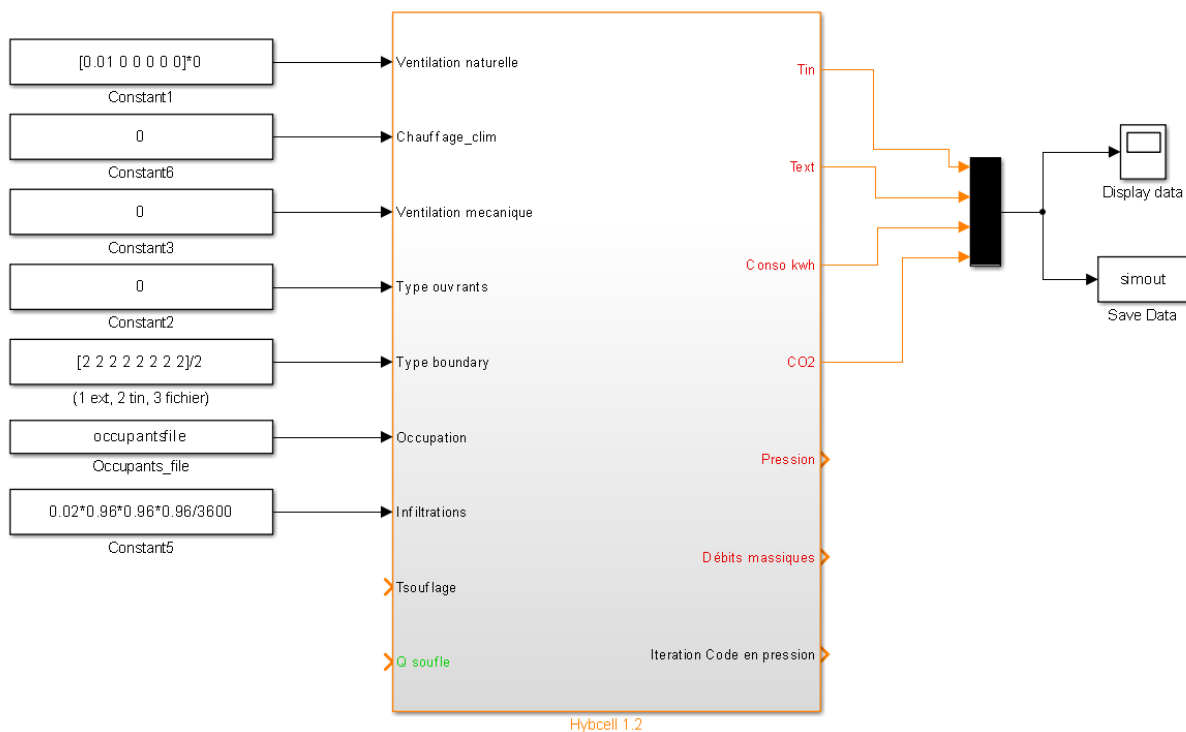 [0.01 0 0 0 0 0]*0
Constant1
0
Constant6
0
Constant3
0
Constant2
[2 2 2 2 2 2 2 2]/2
(1 ext, 2 tin, 3 fichier)
occupantsfile
Occupants_file
0.02*0.96*0.96*0.96/3600
Constant5
Ventilation naturelle
Chauffage_clim
Ventilation mecanique
Type ouvrants
Type boundary
Occupation
Infiltrations
Tsouflage
Q soufle
Tin
Text
Conso kwh
CO2
Pression
Débits massiques
Iteration Code en pression
Hybcell 1.2
Display data
simout
Save Data